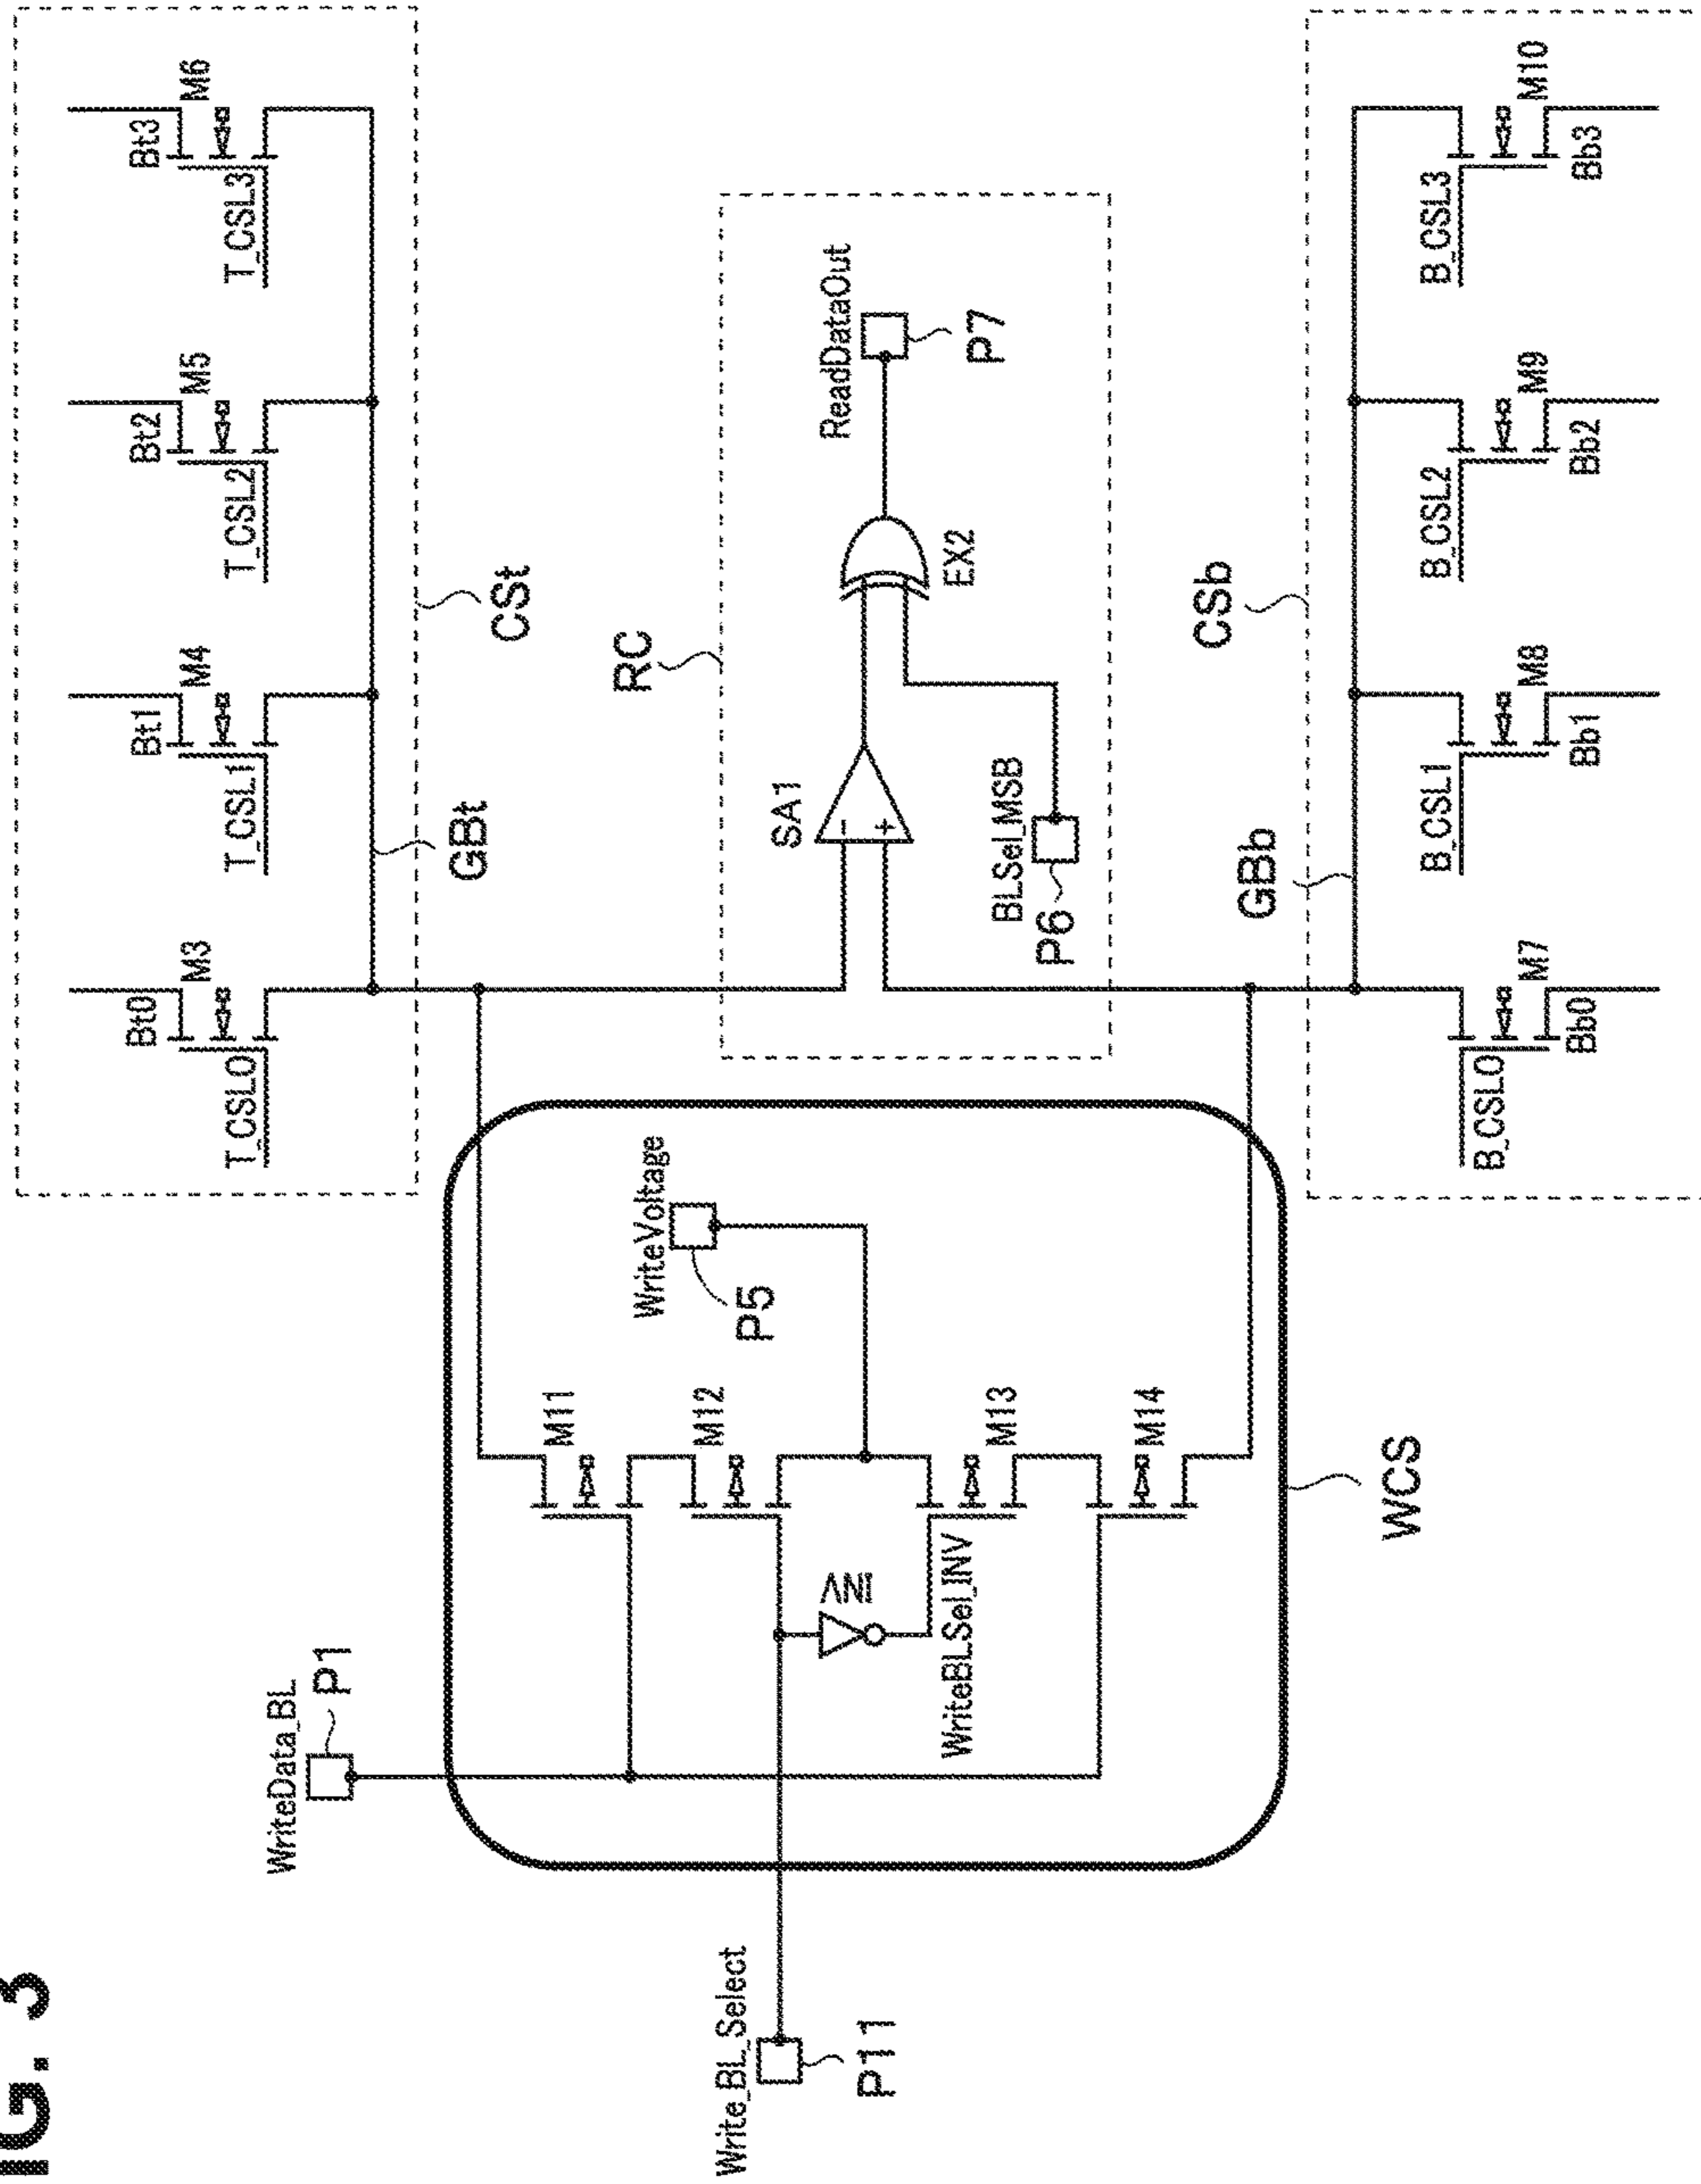 IG. 3
Write_BL_Select
P11
WriteData_BL
P1
INV
WriteBLSel_INV
M11
M12
M13
M14
WriteVoltage
P5
WCS
Bt0
M3
T_CSL0
Bt1
M4
T_CSL1
Bt2
M5
T_CSL2
Bt3
M6
T_CSL3
GBt
CSt
RC
SA1
−
+
BLSel_MSB
P6
EX2
ReadDataOut
P7
GBb
CSb
B_CSL0
M7
Bb0
B_CSL1
M8
Bb1
B_CSL2
M9
Bb2
B_CSL3
M10
Bb3